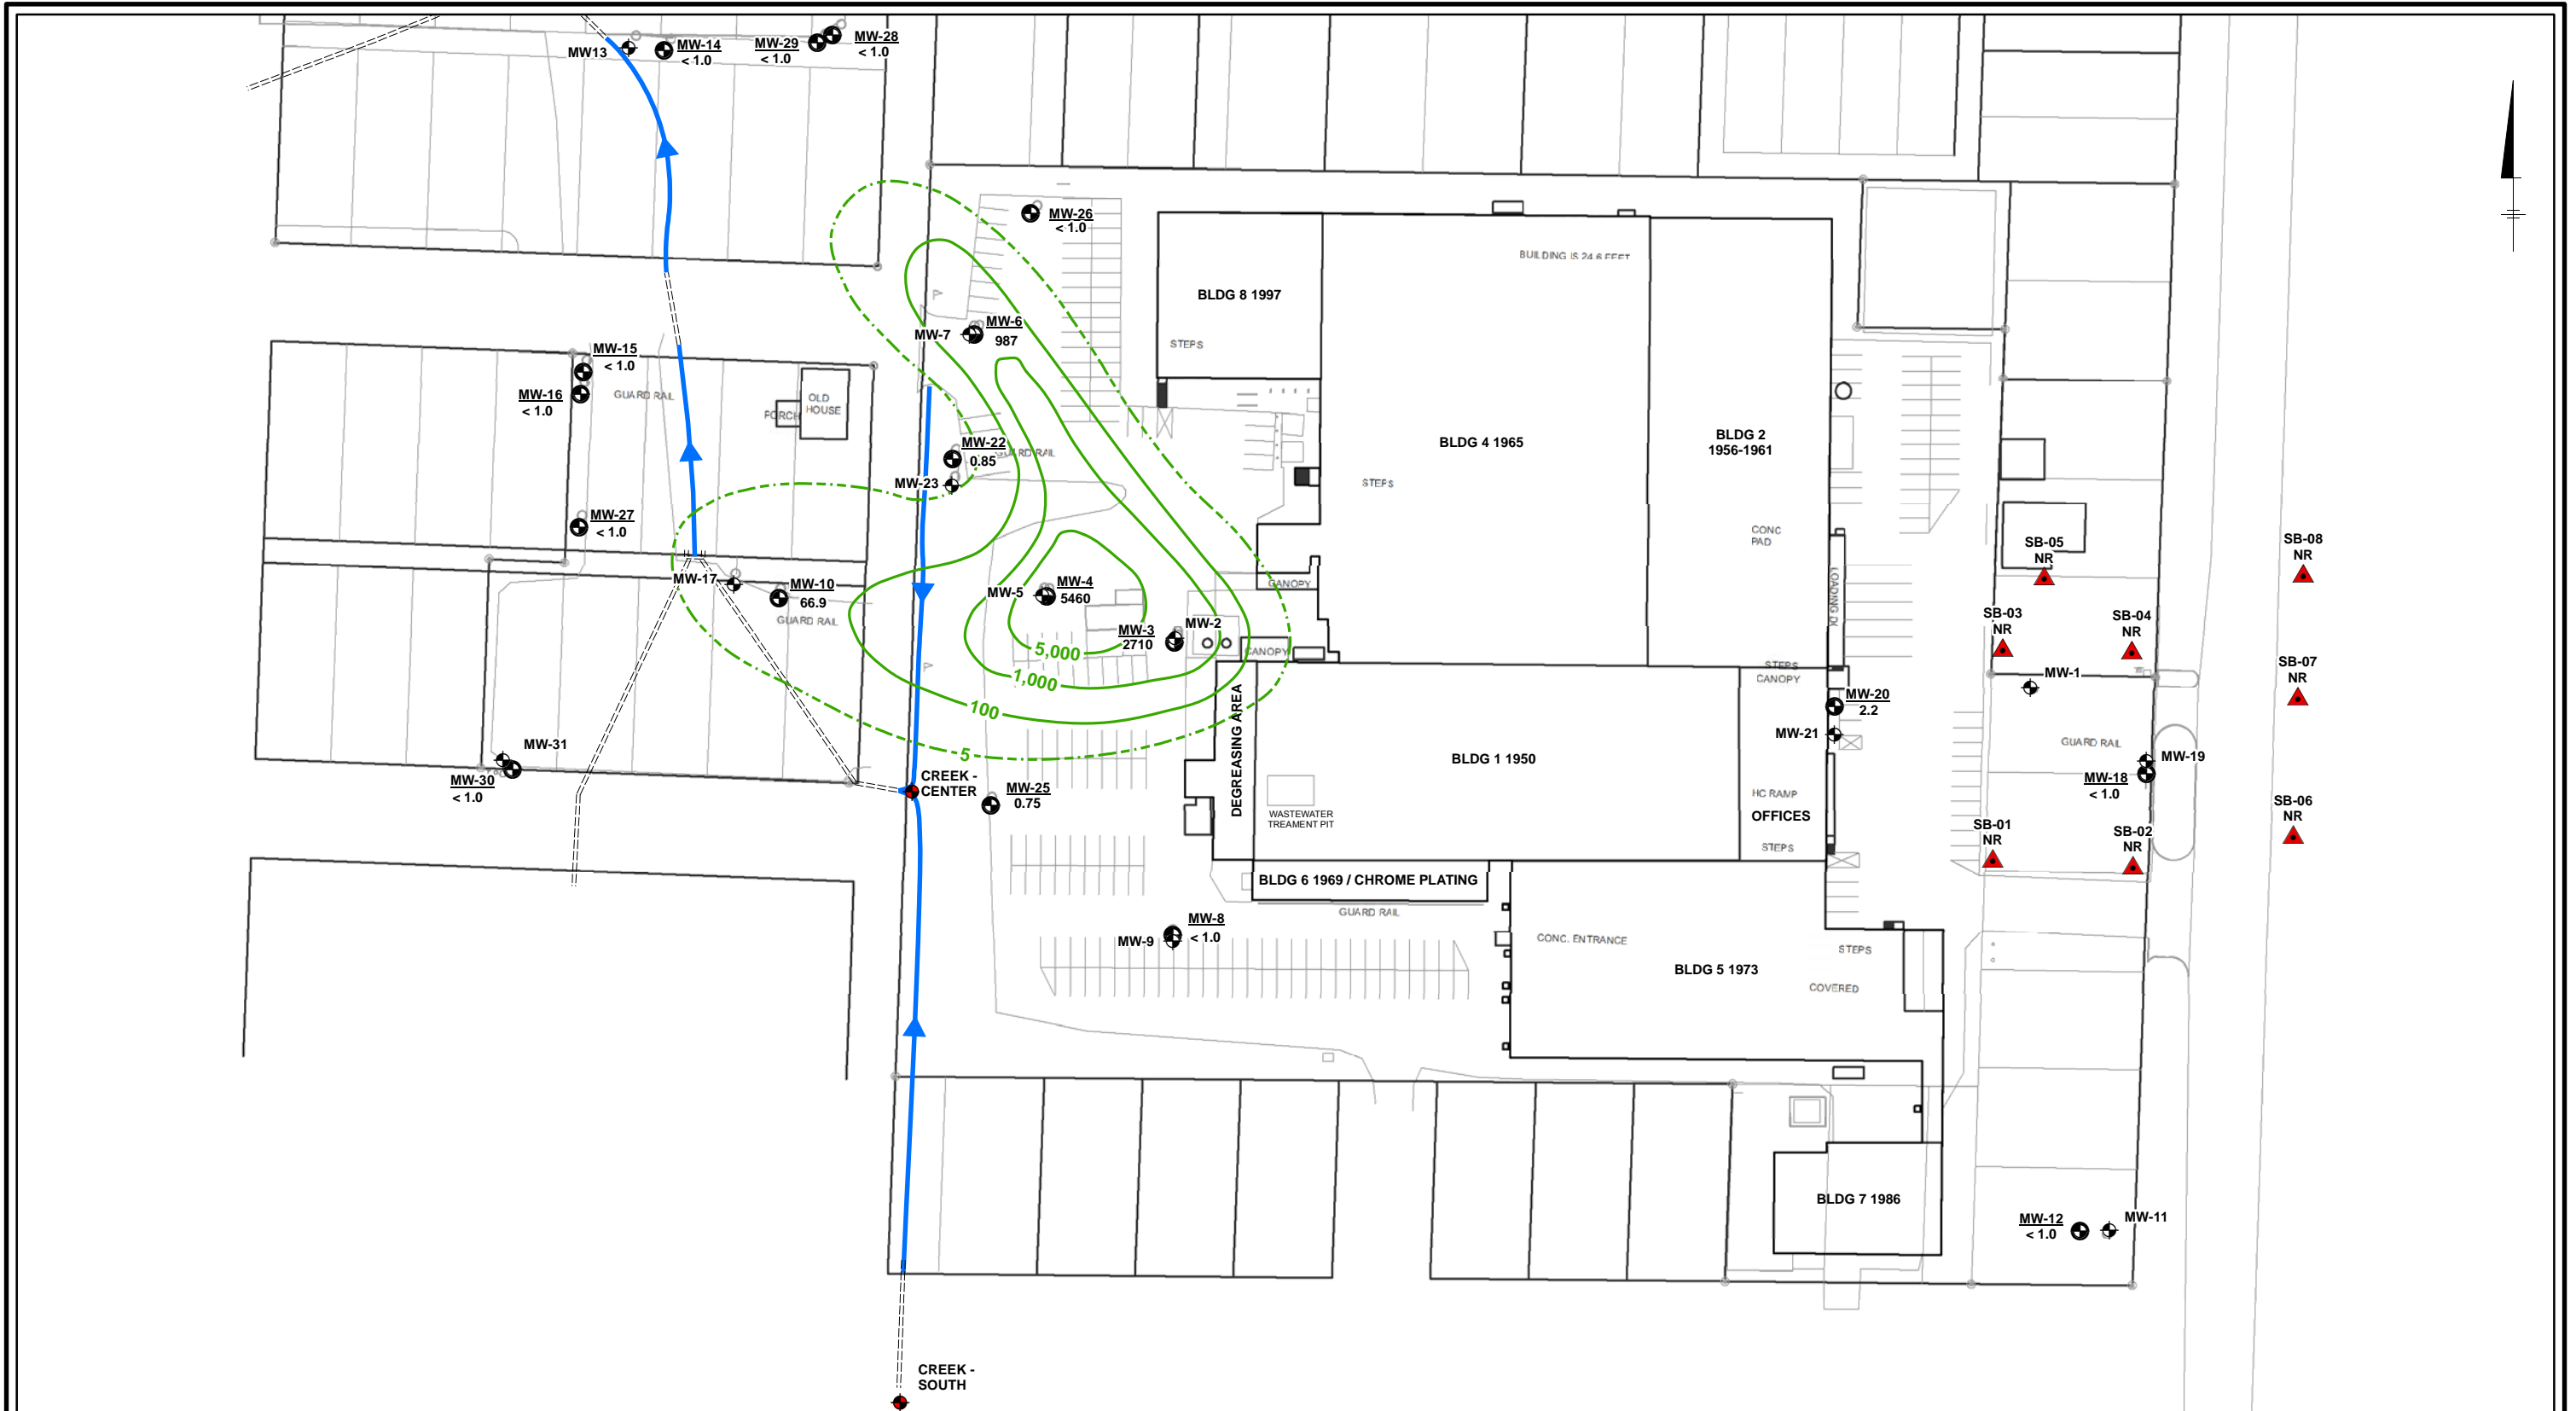 MW13
MW-14
< 1.0
MW-29
< 1.0
MW-28
< 1.0
MW-26
< 1.0
BUILDING IS 24.6 FEET
BLDG 8 1997
MW-7
MW-6
987
STEPS
MW-15
< 1.0
MW-16
< 1.0
GUARD RAIL
PORCH
OLD
HOUSE
MW-22
0.85
GUARD RAIL
MW-23
BLDG 4 1965
BLDG 2
1956-1961
STEPS
MW-27
< 1.0
CONC
PAD
SB-05
NR
SB-08
NR
MW-17
MW-10
66.9
GUARD RAIL
MW-5
MW-4
5460
CANOPY
LOADING DO
MW-3
2710
MW-2
CANOPY
5,000
1,000
100
5
SB-03
NR
SB-04
NR
STEPS
CANOPY
MW-1
SB-07
NR
MW-20
2.2
MW-21
GUARD RAIL
MW-19
MW-18
< 1.0
MW-31
MW-30
< 1.0
CREEK -
CENTER
MW-25
0.75
DEGREASING AREA
BLDG 1 1950
WASTEWATER
TREAMENT PIT
HC RAMP
OFFICES
STEPS
SB-06
NR
SB-01
NR
SB-02
NR
BLDG 6 1969 / CHROME PLATING
GUARD RAIL
MW-8
< 1.0
MW-9
CONC. ENTRANCE
STEPS
BLDG 5 1973
COVERED
BLDG 7 1986
MW-12
< 1.0
MW-11
CREEK -
SOUTH